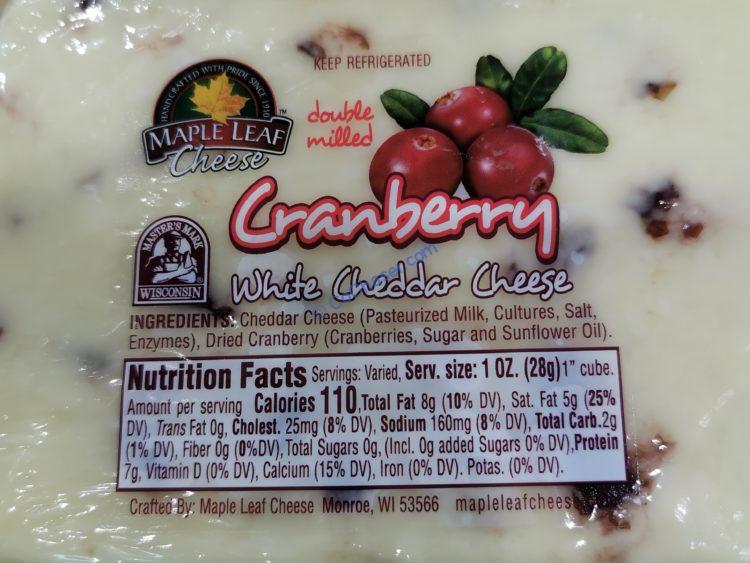 KEEP REFRIGERATED
HANDCRAFTED WITH PRIDE SINCE 1910
MAPLE LEAF™
Cheese
double
milled
Cranberry
MASTER'S MARK
WISCONSIN
White Cheddar Cheese
INGREDIENTS: Cheddar Cheese (Pasteurized Milk, Cultures, Salt,
Enzymes), Dried Cranberry (Cranberries, Sugar and Sunflower Oil).
Nutrition Facts Servings: Varied, Serv. size: 1 OZ. (28g)1" cube.
Amount per serving Calories 110,Total Fat 8g (10% DV), Sat. Fat 5g (25%
DV), Trans Fat 0g, Cholest. 25mg (8% DV), Sodium 160mg (8% DV), Total Carb.2g
(1% DV), Fiber 0g (0%DV), Total Sugars 0g, (Incl. 0g added Sugars 0% DV),Protein
7g, Vitamin D (0% DV), Calcium (15% DV), Iron (0% DV). Potas. (0% DV).
Crafted By: Maple Leaf Cheese Monroe, WI 53566 mapleleafchees